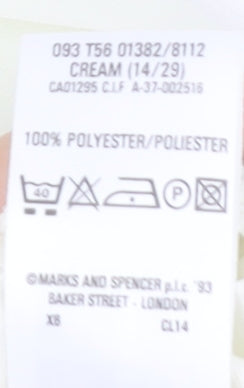 093 T56 01382/8112
CREAM (14/29)
CA01295 C.I.F A-37-002516
100% POLYESTER/POLIESTER
40 P
©MARKS AND SPENCER p.l.c. '93
BAKER STREET - LONDON
X6 CL14